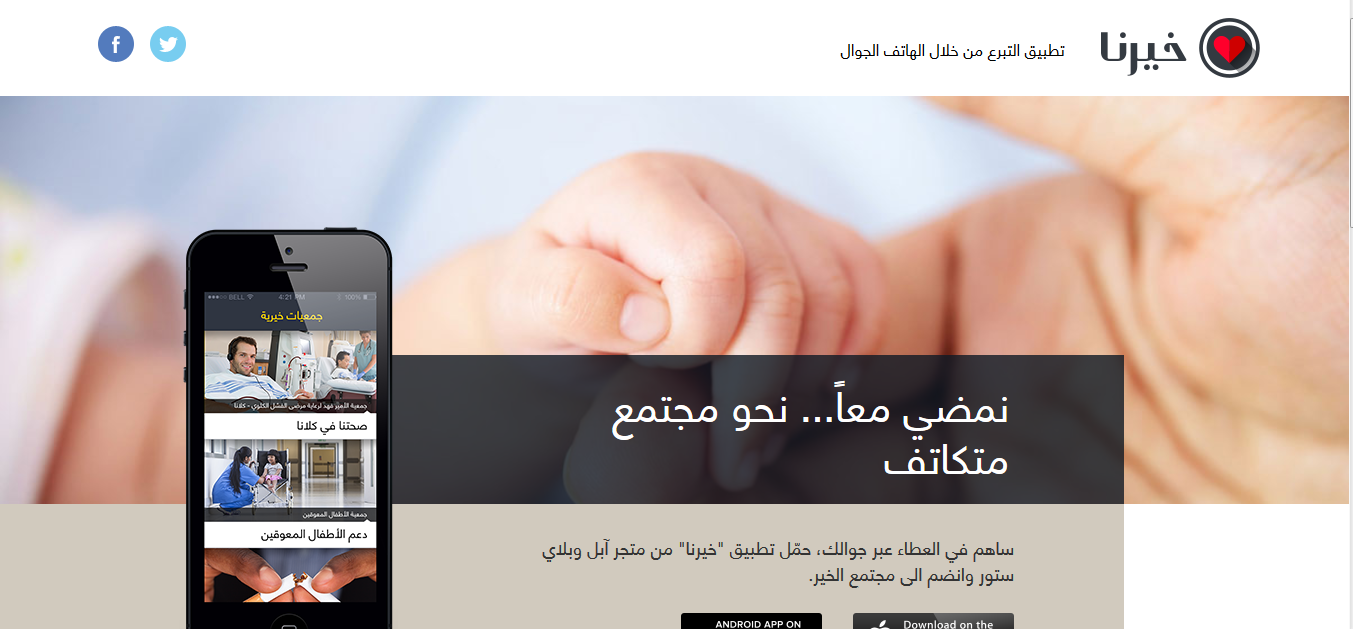 خيرنا
تطبيق التبرع من خلال الهاتف الجوال
نمضي معاً... نحو مجتمع
متكاتف
ساهم في العطاء عبر جوالك، حمّل تطبيق "خيرنا" من متجر آبل وبلاي
ستور وانضم الى مجتمع الخير.
Download on the
ANDROID APP ON
BELL 4:21 PM 100%
جمعيات خيرية
جمعية الأمير فهد لرعاية مرضى الفشل الكلوي - كلانا
صحتنا في كلانا
جمعية الأطفال المعوقين
دعم الأطفال المعوقين